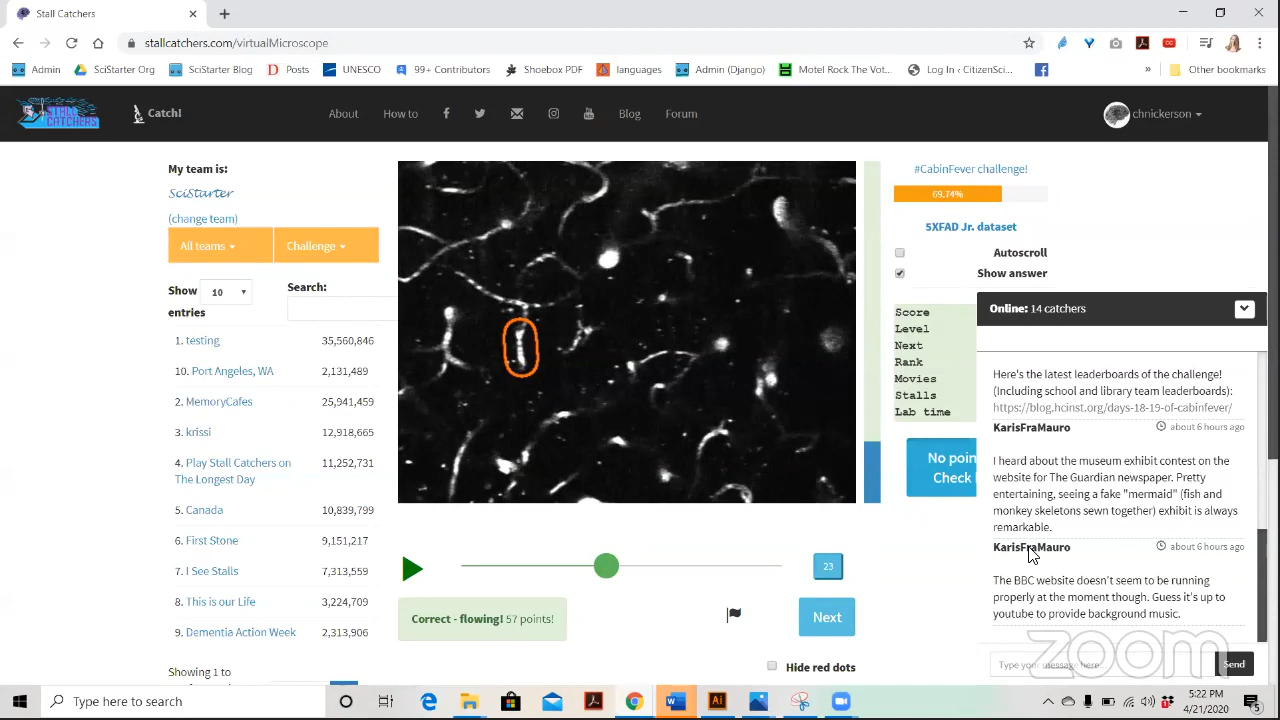 Stall Catchers
stallcatchers.com/virtualMicroscope
Admin
SciStarter Org
SciStarter Blog
Posts
UNESCO
99+ Contributors
Shoebox PDF
languages
Admin (Django)
Motel Rock The Vot...
Log In ‹ CitizenSci...
»
Other bookmarks
STALL CATCHERS
Catch!
About
How to
Blog
Forum
chnickerson
My team is:
SciStarter
(change team)
All teams
Challenge
Show 10
entries
Search:
1. testing 35,560,846
10. Port Angeles, WA 2,131,489
2. MemoryCafes 25,941,459
3. krissi 12,918,665
4. Play Stall Catchers on 11,252,731
The Longest Day
5. Canada 10,839,799
6. First Stone 9,151,217
7. I See Stalls 7,313,559
8. This is our Life 3,224,709
9. Dementia Action Week 2,313,906
Showing 1 to
23
Correct - flowing! 57 points!
Next
Hide red dots
#CabinFever challenge!
69.74%
5XFAD Jr. dataset
Autoscroll
Show answer
Score
Level
Next
Rank
Movies
Stalls
Lab time
No poin
Check
Online: 14 catchers
Here's the latest leaderboards of the challenge!
(Including school and library team leaderboards):
https://blog.hcinst.org/days-18-19-of-cabinfever/
KarisFraMauro about 6 hours ago
I heard about the museum exhibit contest on the
website for The Guardian newspaper. Pretty
entertaining, seeing a fake "mermaid" (fish and
monkey skeletons sewn together) exhibit is always
remarkable.
KarisFraMauro about 6 hours ago
The BBC website doesn't seem to be running
properly at the moment though. Guess it's up to
youtube to provide background music.
Type your message here...
Send
zoom
Type here to search
5:22 PM
4/21/2020
5